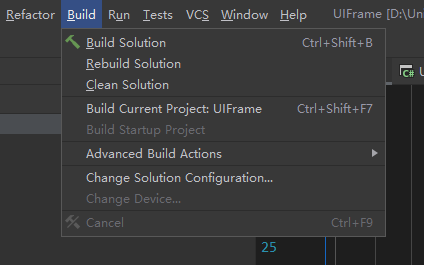 Refactor Build Run Tests VCS Window Help UIFrame [D:\Un
Build Solution Ctrl+Shift+B
Rebuild Solution
Clean Solution
Build Current Project: UIFrame Ctrl+Shift+F7
Build Startup Project
Advanced Build Actions
Change Solution Configuration...
Change Device...
Cancel Ctrl+F9
C# U
25